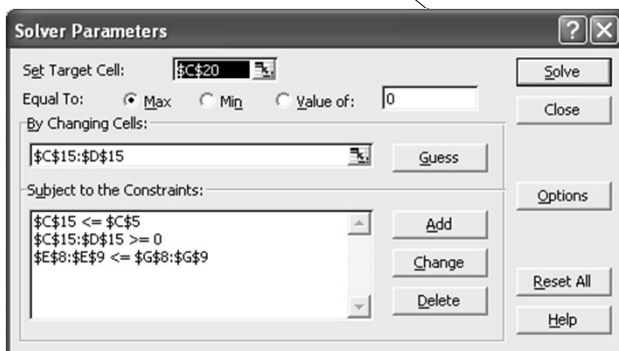 Solver Parameters
Set Target Cell: $C$20 Solve
Equal To: Max Min Value of: 0 Close
By Changing Cells:
$C$15:$D$15 Guess
Subject to the Constraints: Options
$C$15 <= $C$5 Add
$C$15:$D$15 >= 0
$E$8:$E$9 <= $G$8:$G$9 Change
Reset All
Delete
Help